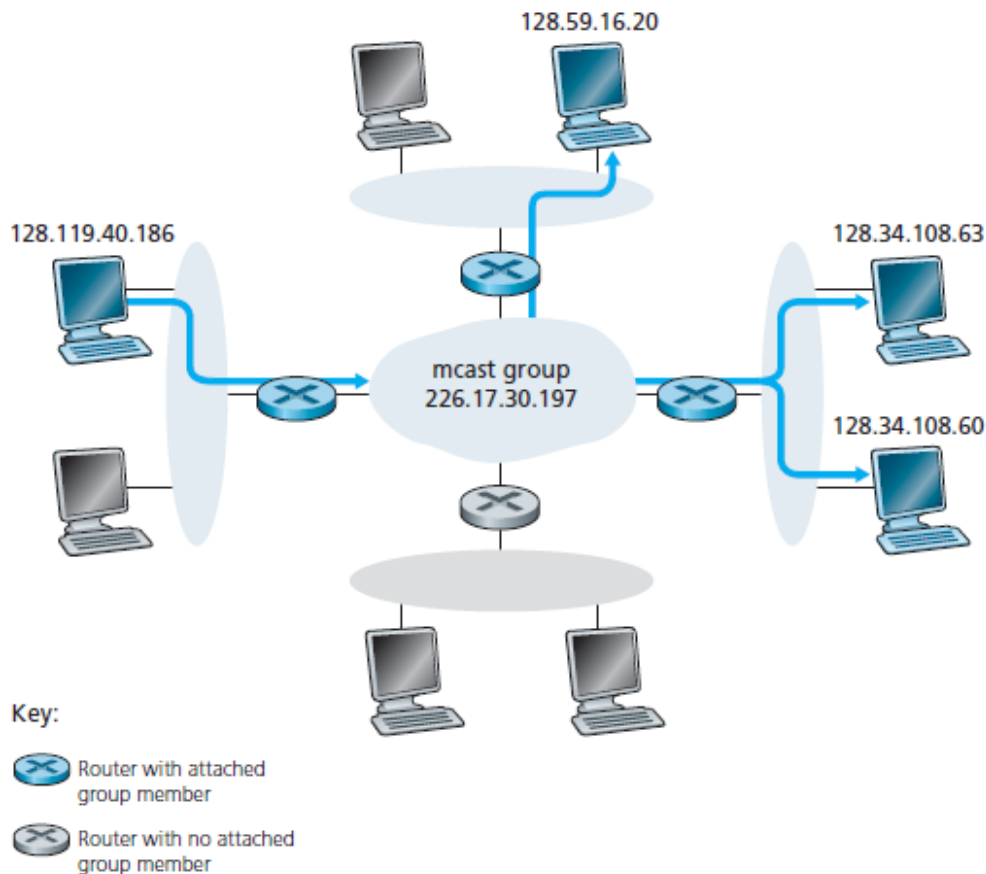 128.59.16.20
128.119.40.186
128.34.108.63
mcast group
226.17.30.197
128.34.108.60
Key:
Router with attached
group member
Router with no attached
group member